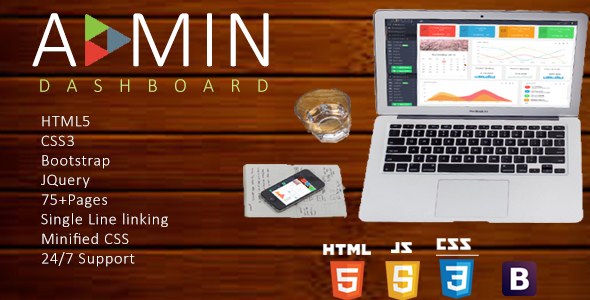 ADMIN
DASHBOARD
HTML5
CSS3
Bootstrap
JQuery
75+Pages
Single Line linking
Minified CSS
24/7 Support
HTML JS CSS
5 S 3 B